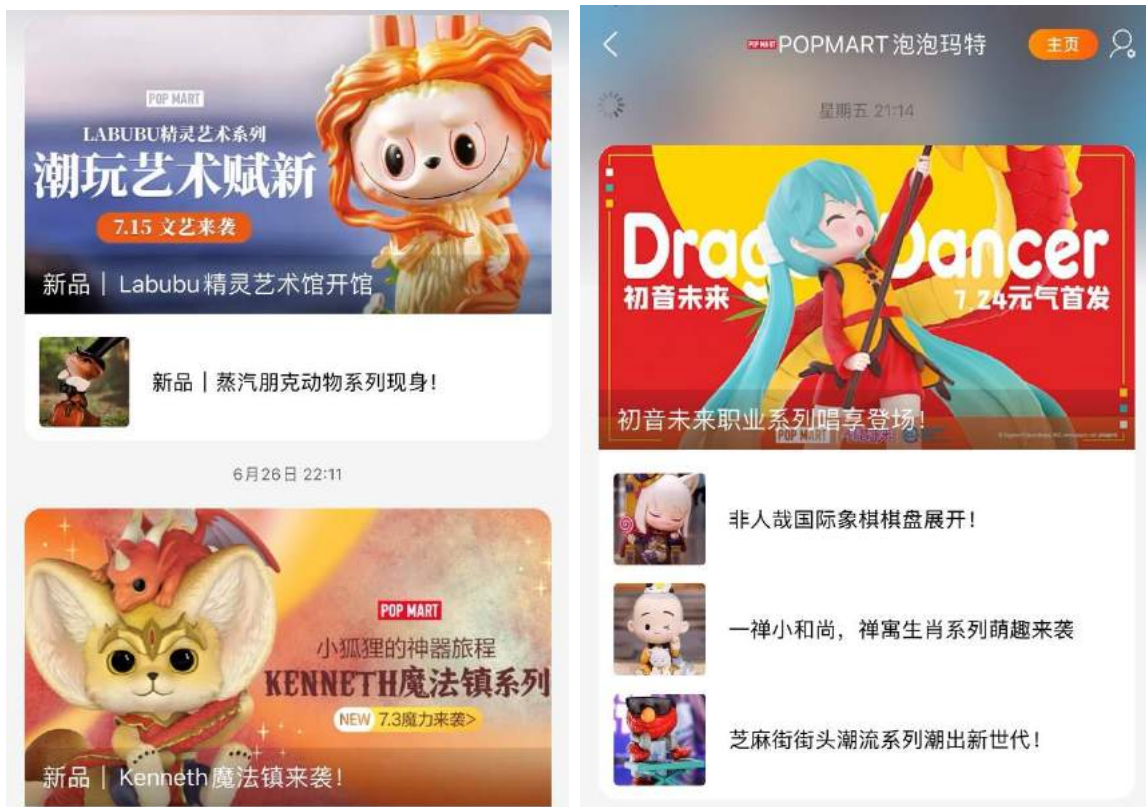 POP MART
LABUBU精灵艺术系列
潮玩艺术赋新
7.15 文艺来袭
新品｜Labubu精灵艺术馆开馆
新品｜蒸汽朋克动物系列现身！
6月26日 22:11
POP MART
小狐狸的神器旅程
KENNETH魔法镇系列
NEW 7.3魔力来袭>
新品｜Kenneth魔法镇来袭！
POP MART POPMART泡泡玛特
主页
星期五 21:14
Drag Dancer
初音未来
7.24元气首发
初音未来职业系列唱享登场！
POP MART
非人哉国际象棋棋盘展开！
一禅小和尚，禅寓生肖系列萌趣来袭
芝麻街街头潮流系列潮出新世代！